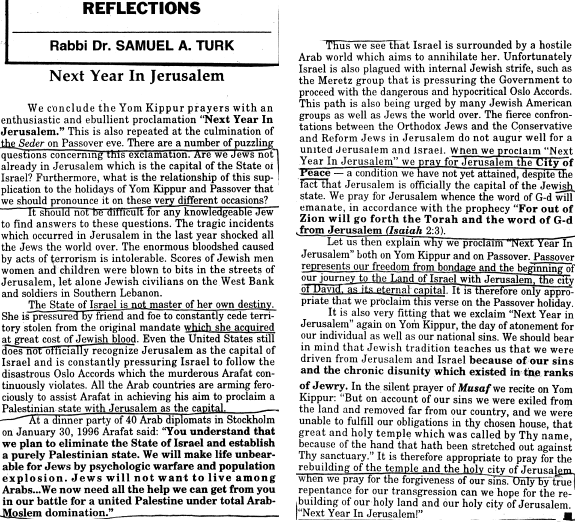 REFLECTIONS
Rabbi Dr. SAMUEL A. TURK
Next Year In Jerusalem
We conclude the Yom Kippur prayers with an
enthusiastic and ebullient proclamation "Next Year In
Jerusalem." This is also repeated at the culmination of
the Seder on Passover eve. There are a number of puzzling
questions concerning this exclamation. Are we Jews not
already in Jerusalem which is the capital of the State of
Israel? Furthermore, what is the relationship of this sup-
plication to the holidays of Yom Kippur and Passover that
we should pronounce it on these very different occasions?
It should not be difficult for any knowledgeable Jew
to find answers to these questions. The tragic incidents
which occurred in Jerusalem in the last year shocked all
the Jews the world over. The enormous bloodshed caused
by acts of terrorism is intolerable. Scores of Jewish men
women and children were blown to bits in the streets of
Jerusalem, let alone Jewish civilians on the West Bank
and soldiers in Southern Lebanon.
The State of Israel is not master of her own destiny.
She is pressured by friend and foe to constantly cede terri-
tory stolen from the original mandate which she acquired
at great cost of Jewish blood. Even the United States still
does not officially recognize Jerusalem as the capital of
Israel and is constantly pressuring Israel to follow the
disastrous Oslo Accords which the murderous Arafat con-
tinuously violates. All the Arab countries are arming fero-
ciously to assist Arafat in achieving his aim to proclaim a
Palestinian state with Jerusalem as the capital.
At a dinner party of 40 Arab diplomats in Stockholm
on January 30, 1996 Arafat said: "You understand that
we plan to eliminate the State of Israel and establish
a purely Palestinian state. We will make life unbear-
able for Jews by psychologic warfare and population
explosion. Jews will not want to live among
Arabs...We now need all the help we can get from you
in our battle for a united Palestine under total Arab-
Moslem domination."
Thus we see that Israel is surrounded by a hostile
Arab world which aims to annihilate her. Unfortunately
Israel is also plagued with internal Jewish strife, such as
the Meretz group that is pressuring the Government to
proceed with the dangerous and hypocritical Oslo Accords.
This path is also being urged by many Jewish American
groups as well as Jews the world over. The fierce confron-
tations between the Orthodox Jews and the Conservative
and Reform Jews in Jerusalem do not augur well for a
united Jerusalem and Israel. When we proclaim "Next
Year In Jerusalem" we pray for Jerusalem the City of
Peace — a condition we have not yet attained, despite the
fact that Jerusalem is officially the capital of the Jewish
state. We pray for Jerusalem whence the word of G-d will
emanate, in accordance with the prophecy "For out of
Zion will go forth the Torah and the word of G-d
from Jerusalem (Isaiah 2:3).
Let us then explain why we proclaim "Next Year In
Jerusalem" both on Yom Kippur and on Passover. Passover
represents our freedom from bondage and the beginning of
our journey to the Land of Israel with Jerusalem, the city
of David, as its eternal capital. It is therefore only appro-
priate that we proclaim this verse on the Passover holiday.
It is also very fitting that we exclaim "Next Year in
Jerusalem" again on Yom Kippur, the day of atonement for
our individual as well as our national sins. We should bear
in mind that Jewish tradition teaches us that we were
driven from Jerusalem and Israel because of our sins
and the chronic disunity which existed in the ranks
of Jewry. In the silent prayer of Musaf we recite on Yom
Kippur: "But on account of our sins we were exiled from
the land and removed far from our country, and we were
unable to fulfill our obligations in thy chosen house, that
great and holy temple which was called by Thy name,
because of the hand that hath been stretched out against
Thy sanctuary." It is therefore appropriate to pray for the
rebuilding of the temple and the holy city of Jerusalem
when we pray for the forgiveness of our sins. Only by true
repentance for our transgression can we hope for the re-
building of our holy land and our holy city of Jerusalem.
"Next Year In Jerusalem!"